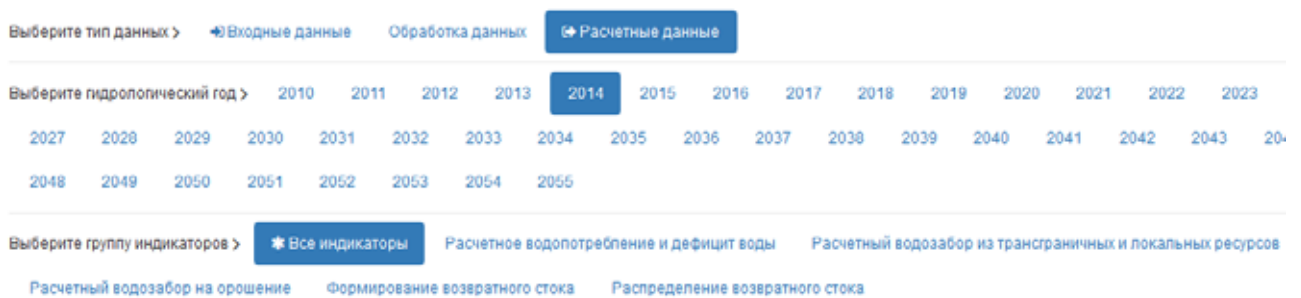 Выберите тип данных > Входные данные Обработка данных Расчетные данные
Выберите гидрологический год > 2010 2011 2012 2013 2014 2015 2016 2017 2018 2019 2020 2021 2022 2023
2027 2028 2029 2030 2031 2032 2033 2034 2035 2036 2037 2038 2039 2040 2041 2042 2043
2048 2049 2050 2051 2052 2053 2054 2055
Выберите группу индикаторов > Все индикаторы Расчетное водопотребление и дефицит воды Расчетный водозабор из трансграничных и локальных ресурсов
Расчетный водозабор на орошение Формирование возвратного стока Распределение возвратного стока